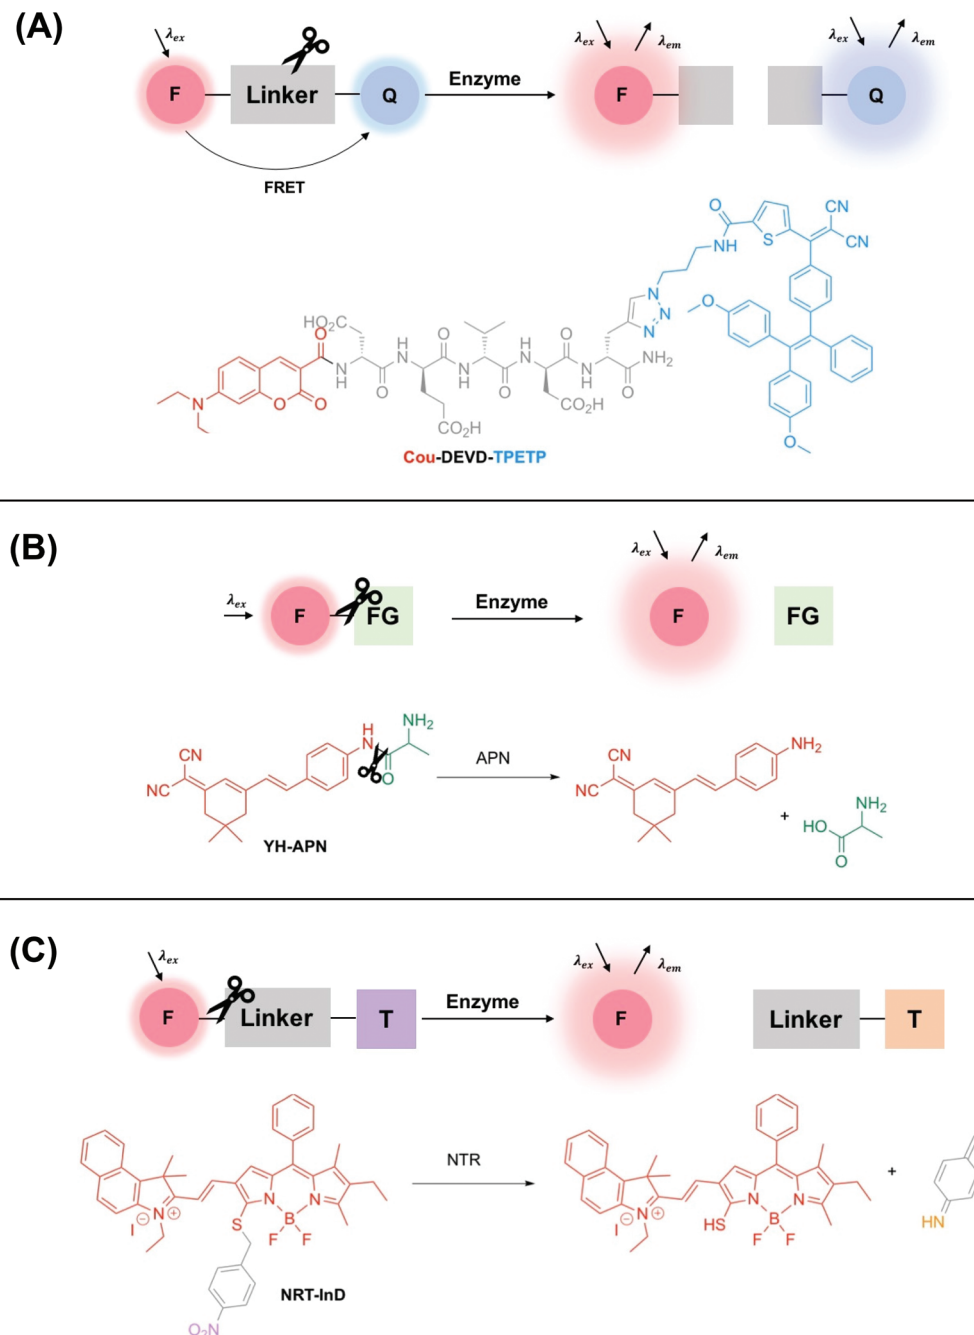 (A)
λex
F
Linker
Q
Enzyme
FRET
λex
λem
F
λex
λem
Q
HO2C
O
O
O
N
O
N
H
O
H
N
O
CO2H
O
N
H
O
H
N
O
CO2H
O
N
H
O
NH2
N
N
N
O
NH
S
CN
CN
O
O
Cou-DEVD-TPETP
(B)
λex
F
FG
Enzyme
λex
λem
F
FG
CN
NC
H
N
NH2
O
YH-APN
APN
CN
NC
NH2
+
NH2
HO
O
(C)
λex
F
Linker
T
Enzyme
λex
λem
F
Linker
T
I⊖
N⊕
S
N
N
B
F
F
O2N
NRT-InD
NTR
I⊖
N⊕
HS
N
N
B
F
F
+
HN